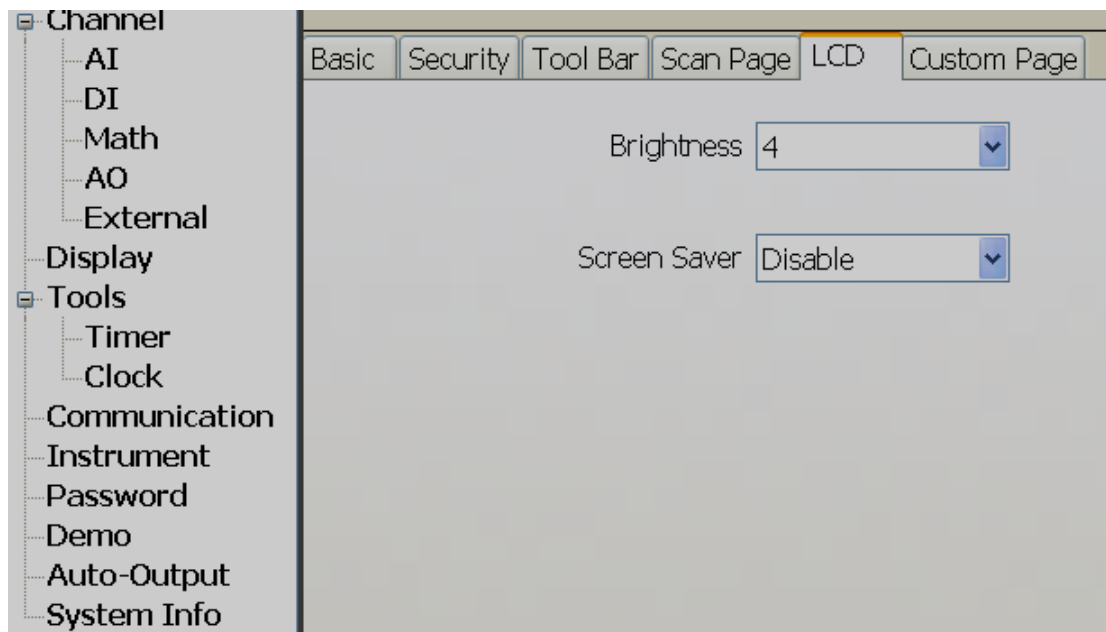 Channel
AI
DI
Math
AO
External
Display
Tools
Timer
Clock
Communication
Instrument
Password
Demo
Auto-Output
System Info
Basic Security Tool Bar Scan Page LCD Custom Page
Brightness 4
Screen Saver Disable